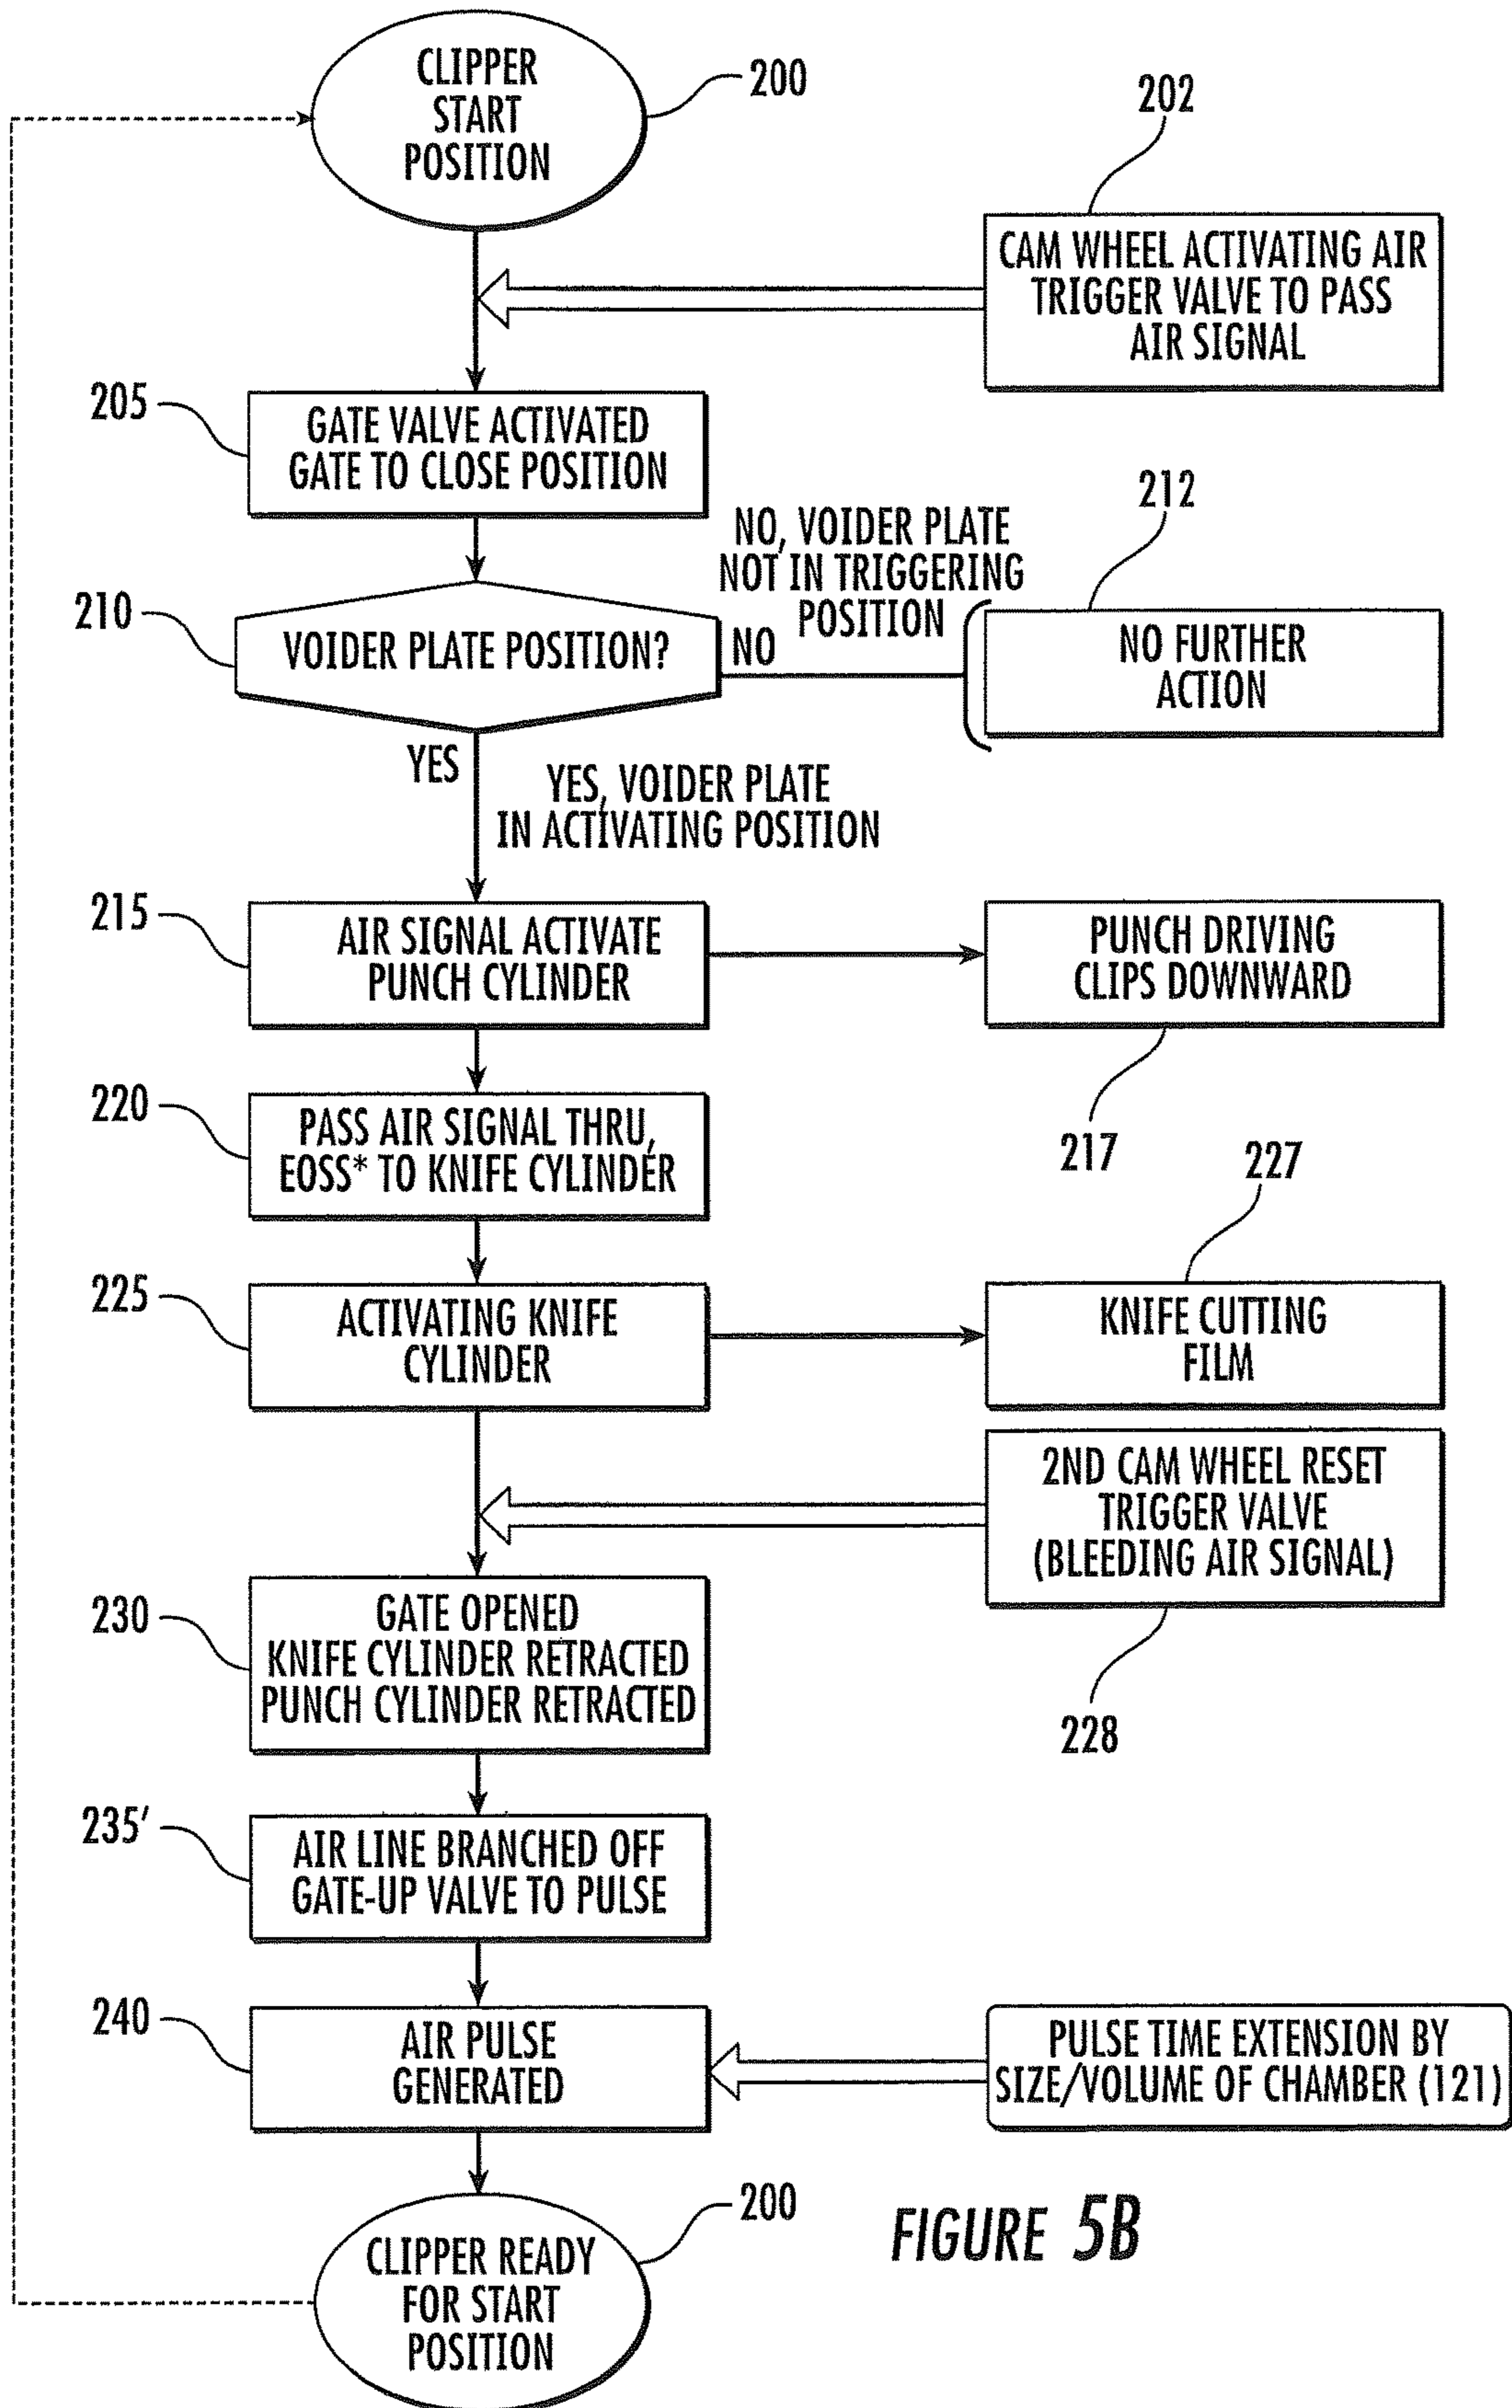 CLIPPER
START
POSITION
200
202
CAM WHEEL ACTIVATING AIR
TRIGGER VALVE TO PASS
AIR SIGNAL
205
GATE VALVE ACTIVATED
GATE TO CLOSE POSITION
210
VOIDER PLATE POSITION?
NO, VOIDER PLATE
NOT IN TRIGGERING
POSITION
NO
212
NO FURTHER
ACTION
YES
YES, VOIDER PLATE
IN ACTIVATING POSITION
215
AIR SIGNAL ACTIVATE
PUNCH CYLINDER
PUNCH DRIVING
CLIPS DOWNWARD
217
220
PASS AIR SIGNAL THRU,
EOSS* TO KNIFE CYLINDER
225
ACTIVATING KNIFE
CYLINDER
227
KNIFE CUTTING
FILM
2ND CAM WHEEL RESET
TRIGGER VALVE
(BLEEDING AIR SIGNAL)
228
230
GATE OPENED
KNIFE CYLINDER RETRACTED
PUNCH CYLINDER RETRACTED
235'
AIR LINE BRANCHED OFF
GATE-UP VALVE TO PULSE
240
AIR PULSE
GENERATED
PULSE TIME EXTENSION BY
SIZE/VOLUME OF CHAMBER (121)
200
CLIPPER READY
FOR START
POSITION
FIGURE 5B